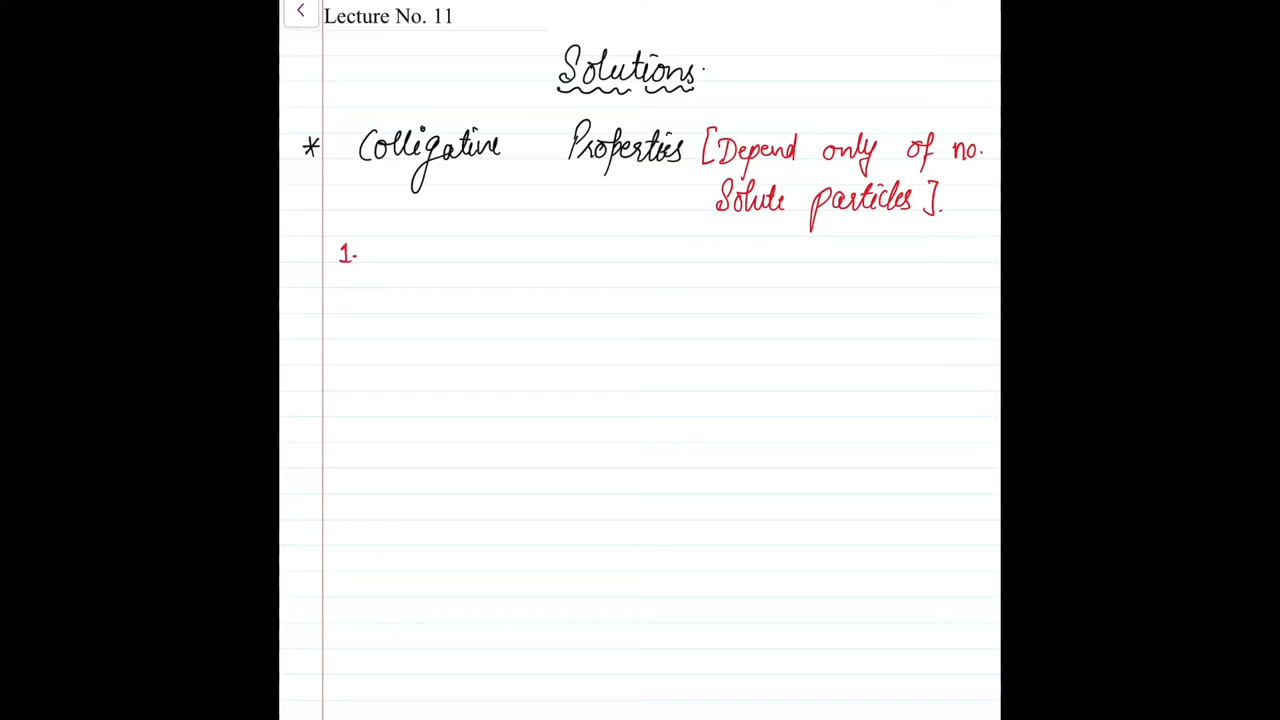 Lecture No. 11
Solutions.
* Colligative Properties [Depend only of no.
Solute particles].
1.